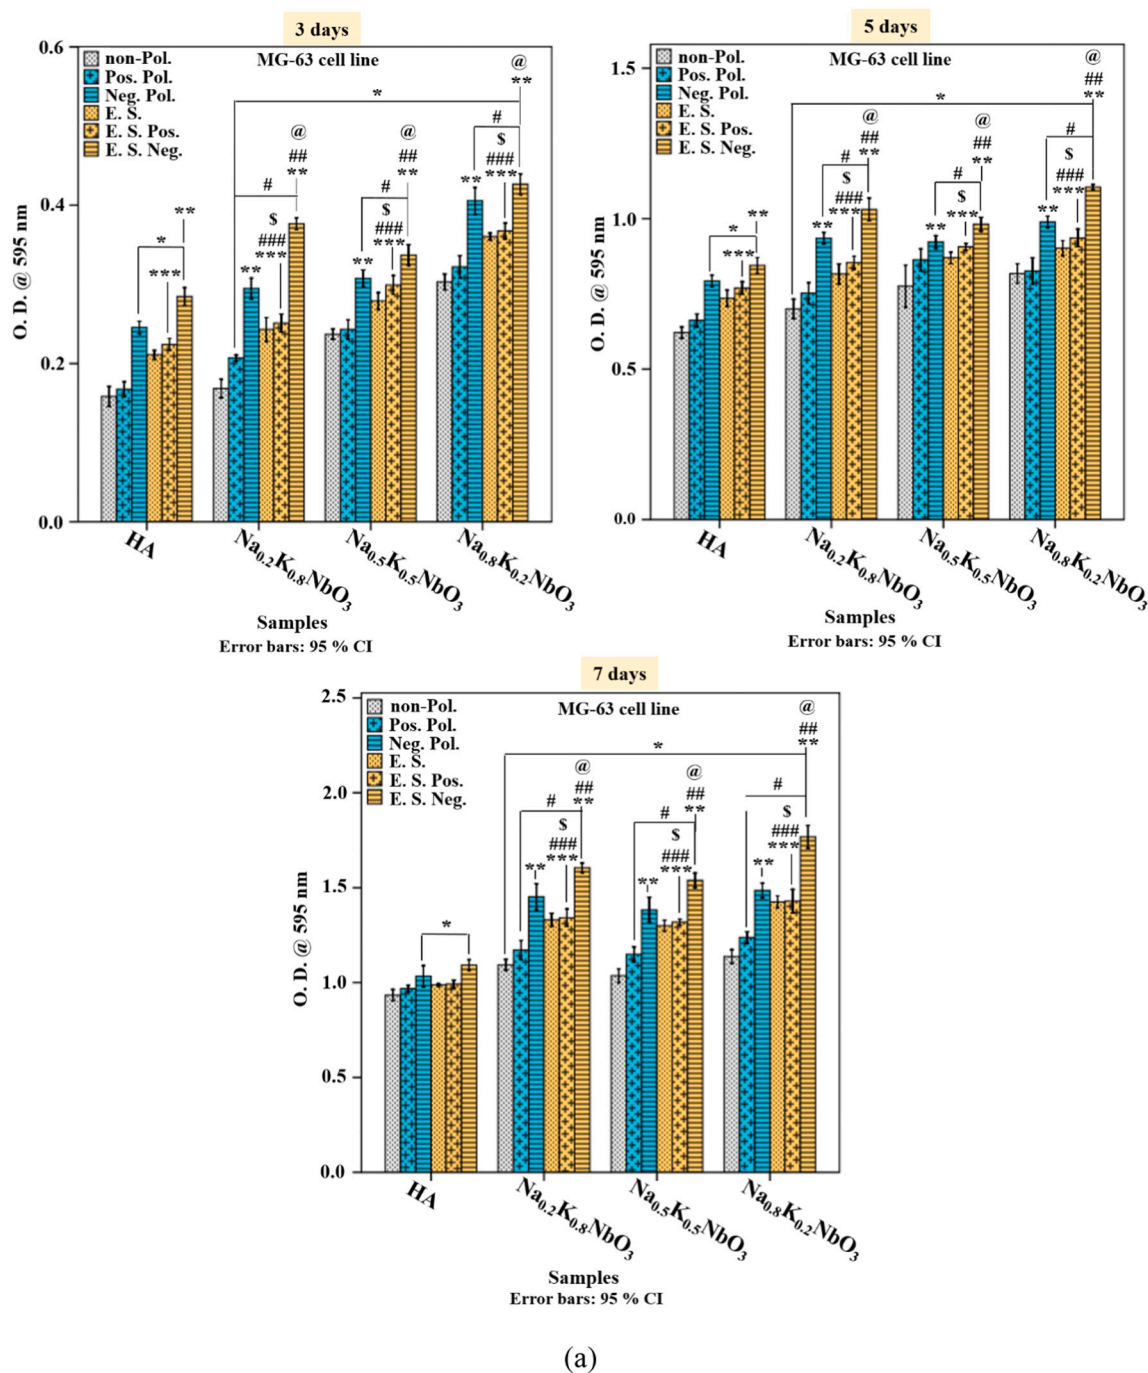 3 days
0.6
0.4
0.2
0.0
O. D. @ 595 nm
non-Pol.
Pos. Pol.
Neg. Pol.
E. S.
E. S. Pos.
E. S. Neg.
MG-63 cell line
@
**
*
#
@
##
**
@
##
**
#
$
###
***
**
#
$
###
***
**
#
$
###
***
**
**
*
***
HA
Na0.2K0.8NbO3
Na0.5K0.5NbO3
Na0.8K0.2NbO3
Samples
Error bars: 95 % CI
5 days
1.5
1.0
0.5
0.0
O. D. @ 595 nm
non-Pol.
Pos. Pol.
Neg. Pol.
E. S.
E. S. Pos.
E. S. Neg.
MG-63 cell line
@
##
**
*
@
##
**
@
##
**
#
$
###
***
**
#
$
***
**
#
$
###
***
**
**
*
***
HA
Na0.2K0.8NbO3
Na0.5K0.5NbO3
Na0.8K0.2NbO3
Samples
Error bars: 95 % CI
7 days
2.5
2.0
1.5
1.0
0.5
0.0
O. D. @ 595 nm
non-Pol.
Pos. Pol.
Neg. Pol.
E. S.
E. S. Pos.
E. S. Neg.
MG-63 cell line
@
##
**
*
@
##
**
@
##
**
#
$
###
***
**
#
$
###
***
**
#
$
###
***
**
*
HA
Na0.2K0.8NbO3
Na0.5K0.5NbO3
Na0.8K0.2NbO3
Samples
Error bars: 95 % CI
(a)